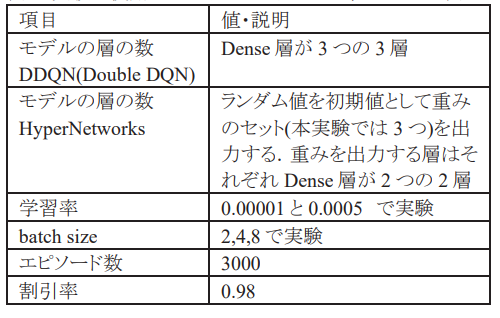 項目 値・説明
モデルの層の数 Dense 層が 3 つの 3 層
DDQN(Double DQN)
モデルの層の数 ランダム値を初期値として重み
HyperNetworks のセット(本実験では 3 つ)を出
力する．重みを出力する層はそ
れぞれ Dense 層が 2 つの 2 層
学習率 0.00001 と 0.0005 で実験
batch size 2,4,8 で実験
エピソード数 3000
割引率 0.98